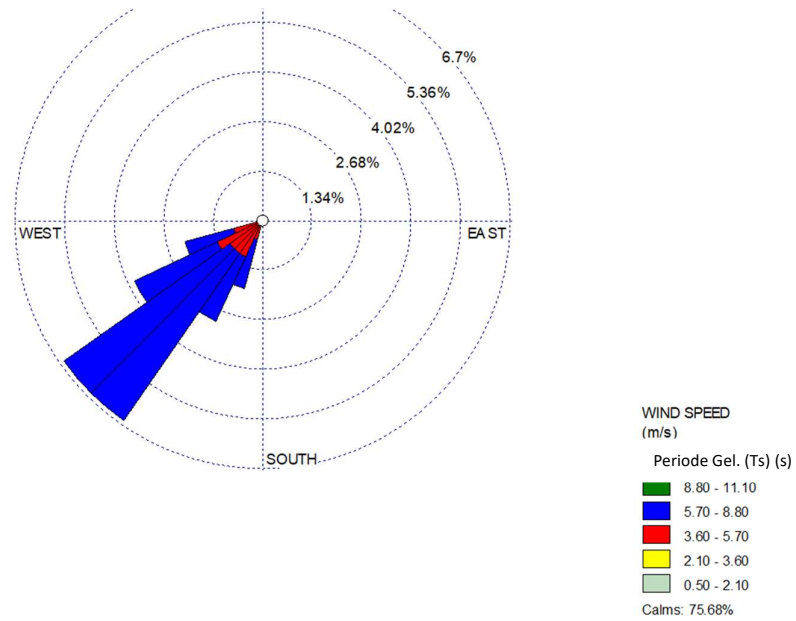 6.7%
5.36%
4.02%
2.68%
1.34%
WEST
EAST
SOUTH
WIND SPEED
(m/s)
Periode Gel. (Ts) (s)
8.80 - 11.10
5.70 - 8.80
3.60 - 5.70
2.10 - 3.60
0.50 - 2.10
Calms: 75.68%